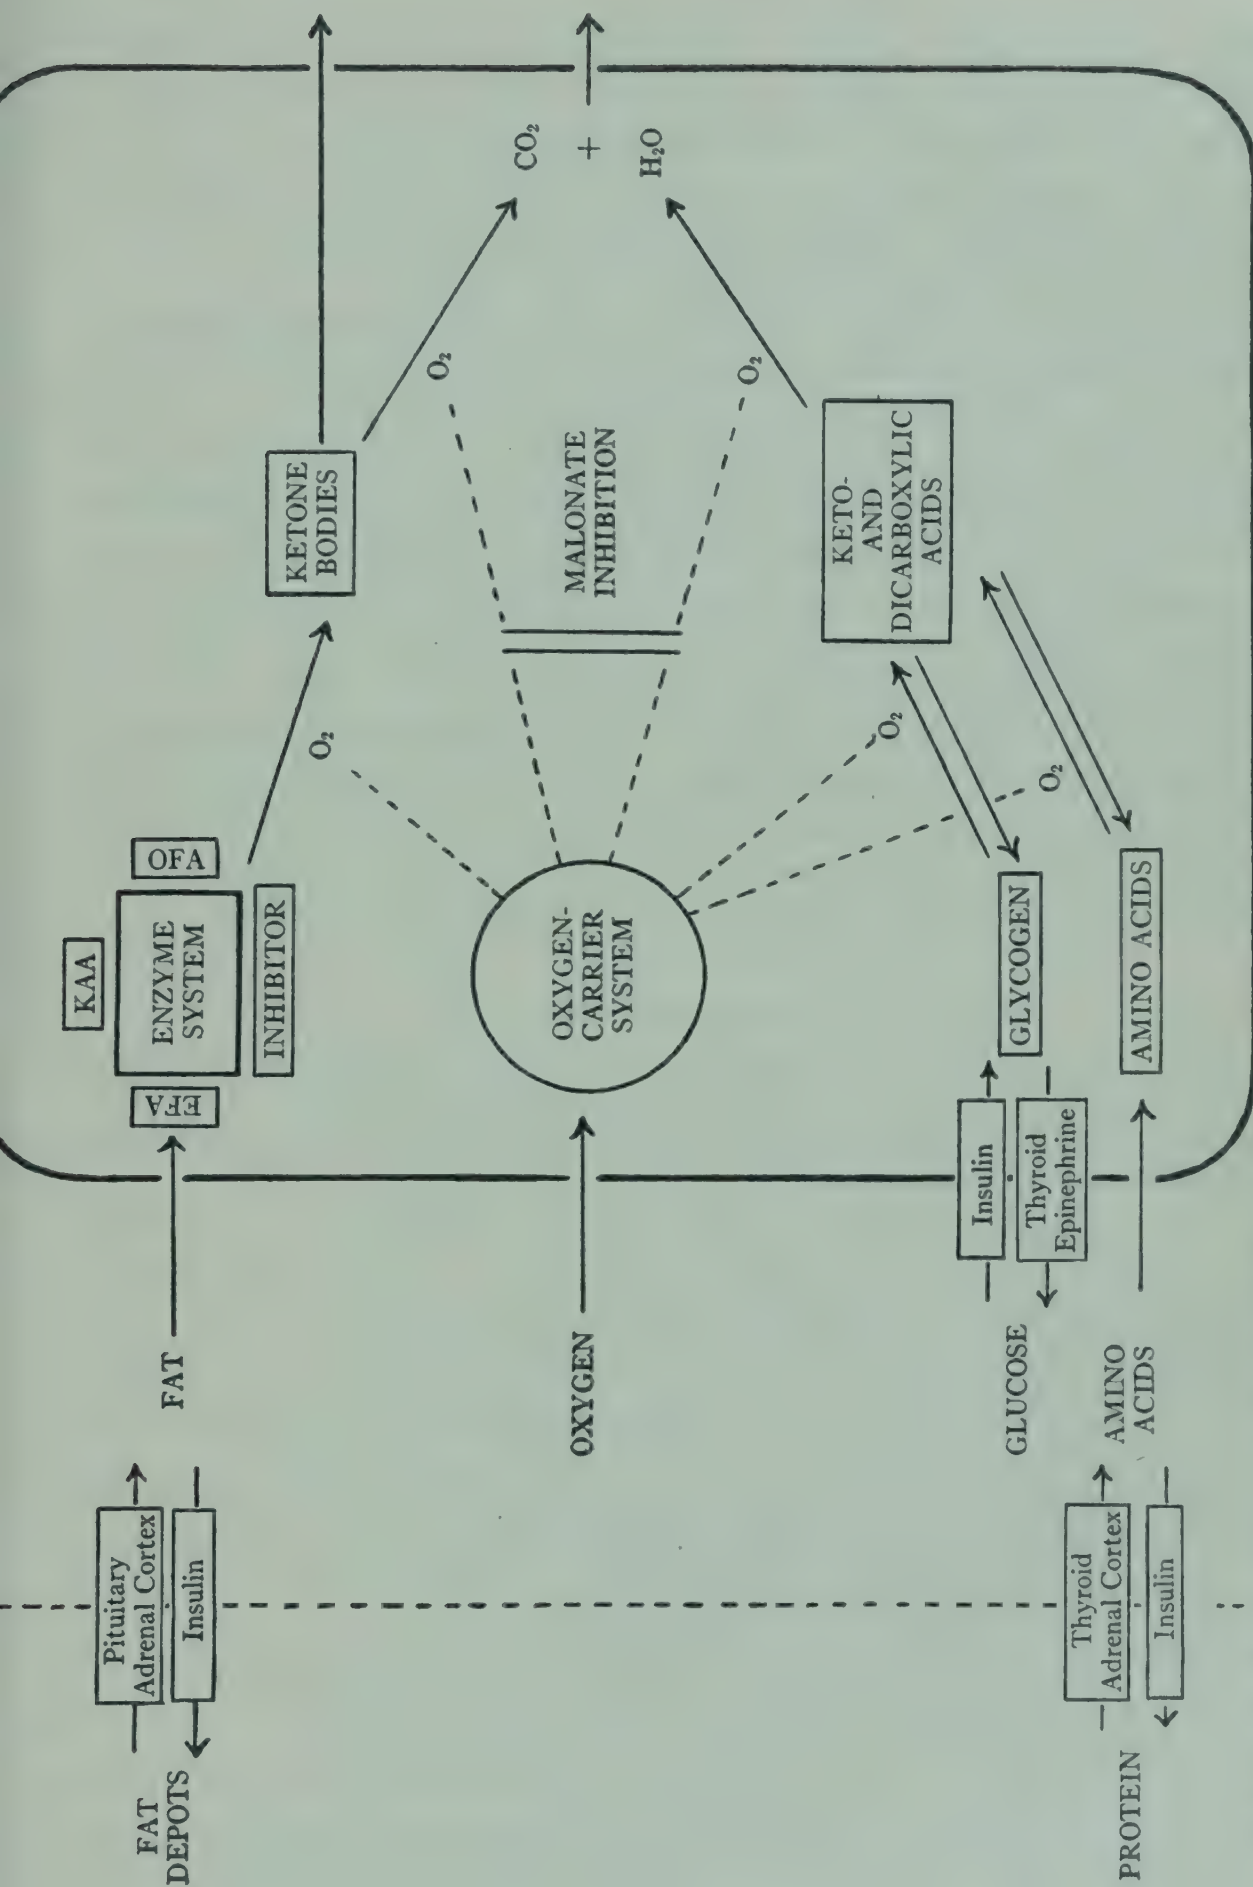 FAT
DEPOTS
Pituitary
Adrenal Cortex
Insulin
FAT
EFA
KAA
ENZYME
SYSTEM
OFA
INHIBITOR
O₂
KETONE
BODIES
OXYGEN
OXYGEN-
CARRIER
SYSTEM
MALONATE
INHIBITION
O₂
O₂
CO₂
+
H₂O
GLUCOSE
Insulin
Thyroid
Epinephrine
GLYCOGEN
O₂
KETO-
AND
DICARBOXYLIC
ACIDS
PROTEIN
Thyroid
Adrenal Cortex
Insulin
AMINO
ACIDS
AMINO ACIDS
O₂